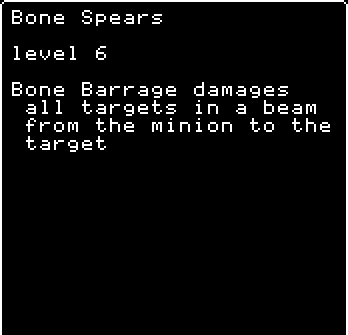 Bone Spears
level 6
Bone Barrage damages
all targets in a beam
from the minion to the
target